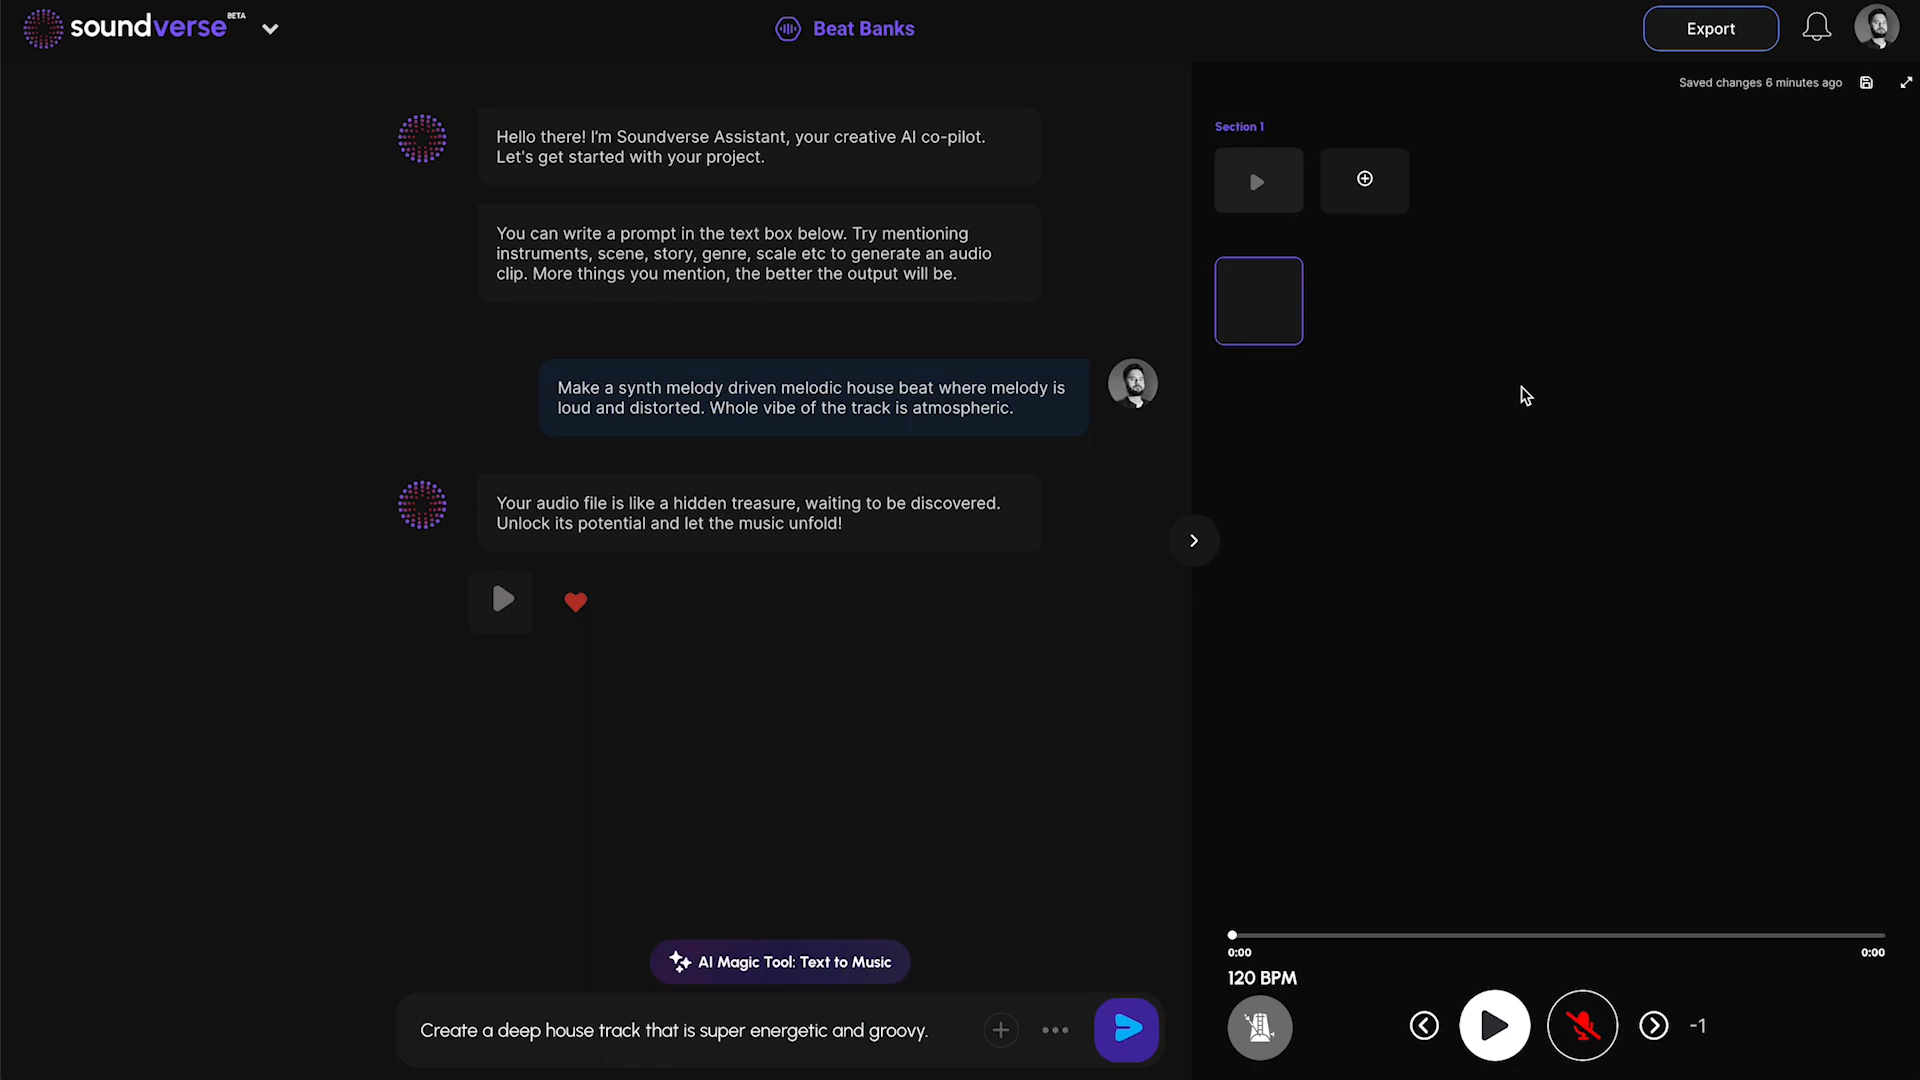 soundverse BETA
Beat Banks
Export
Saved changes 6 minutes ago
Hello there! I'm Soundverse Assistant, your creative AI co-pilot.
Let's get started with your project.
You can write a prompt in the text box below. Try mentioning
instruments, scene, story, genre, scale etc to generate an audio
clip. More things you mention, the better the output will be.
Make a synth melody driven melodic house beat where melody is
loud and distorted. Whole vibe of the track is atmospheric.
Your audio file is like a hidden treasure, waiting to be discovered.
Unlock its potential and let the music unfold!
AI Magic Tool: Text to Music
Create a deep house track that is super energetic and groovy.
Section 1
0:00
0:00
120 BPM
-1